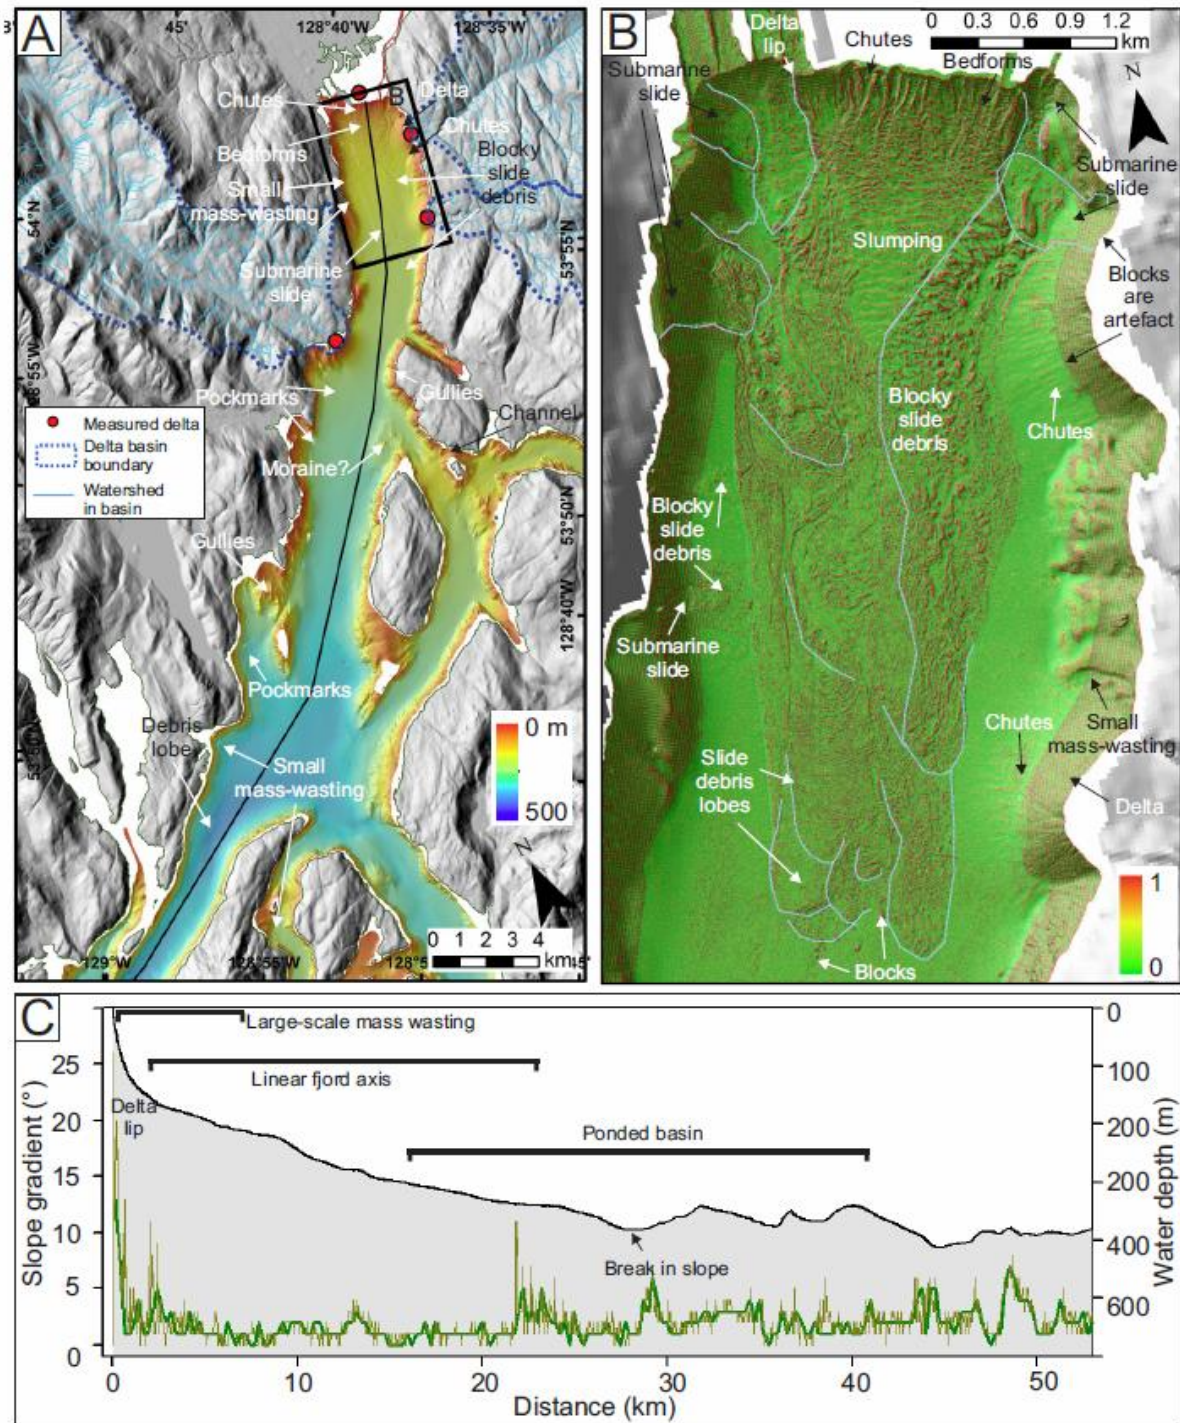 A
45'
128°40'W
128°35'W
Chutes
B
Delta
Chutes
Bedforms
Blocky
slide
debris
Small
mass-wasting
54°N
53°55'N
Submarine
slide
Pockmarks
Gullies
Channel
Moraine?
Measured delta
Delta basin
boundary
Watershed
in basin
53°50'N
Gullies
128°40'W
Pockmarks
Debris
lobe
Small
mass-wasting
0 m
500
N
0 1 2 3 4
km
129°W
128°55'W
B
0 0.3 0.6 0.9 1.2
km
Delta
lip
Chutes
Bedforms
Submarine
slide
N
Submarine
slide
Slumping
Blocks
are
artefact
Blocky
slide
debris
Chutes
Blocky
slide
debris
Submarine
slide
Chutes
Small
mass-wasting
Slide
debris
lobes
Delta
Blocks
1
0
C
Large-scale mass wasting
Linear fjord axis
Delta
lip
Ponded basin
Break in slope
Slope gradient (°)
25
20
15
10
5
0
0
100
200
200
400
600
Water depth (m)
0 10 20 30 40 50
Distance (km)